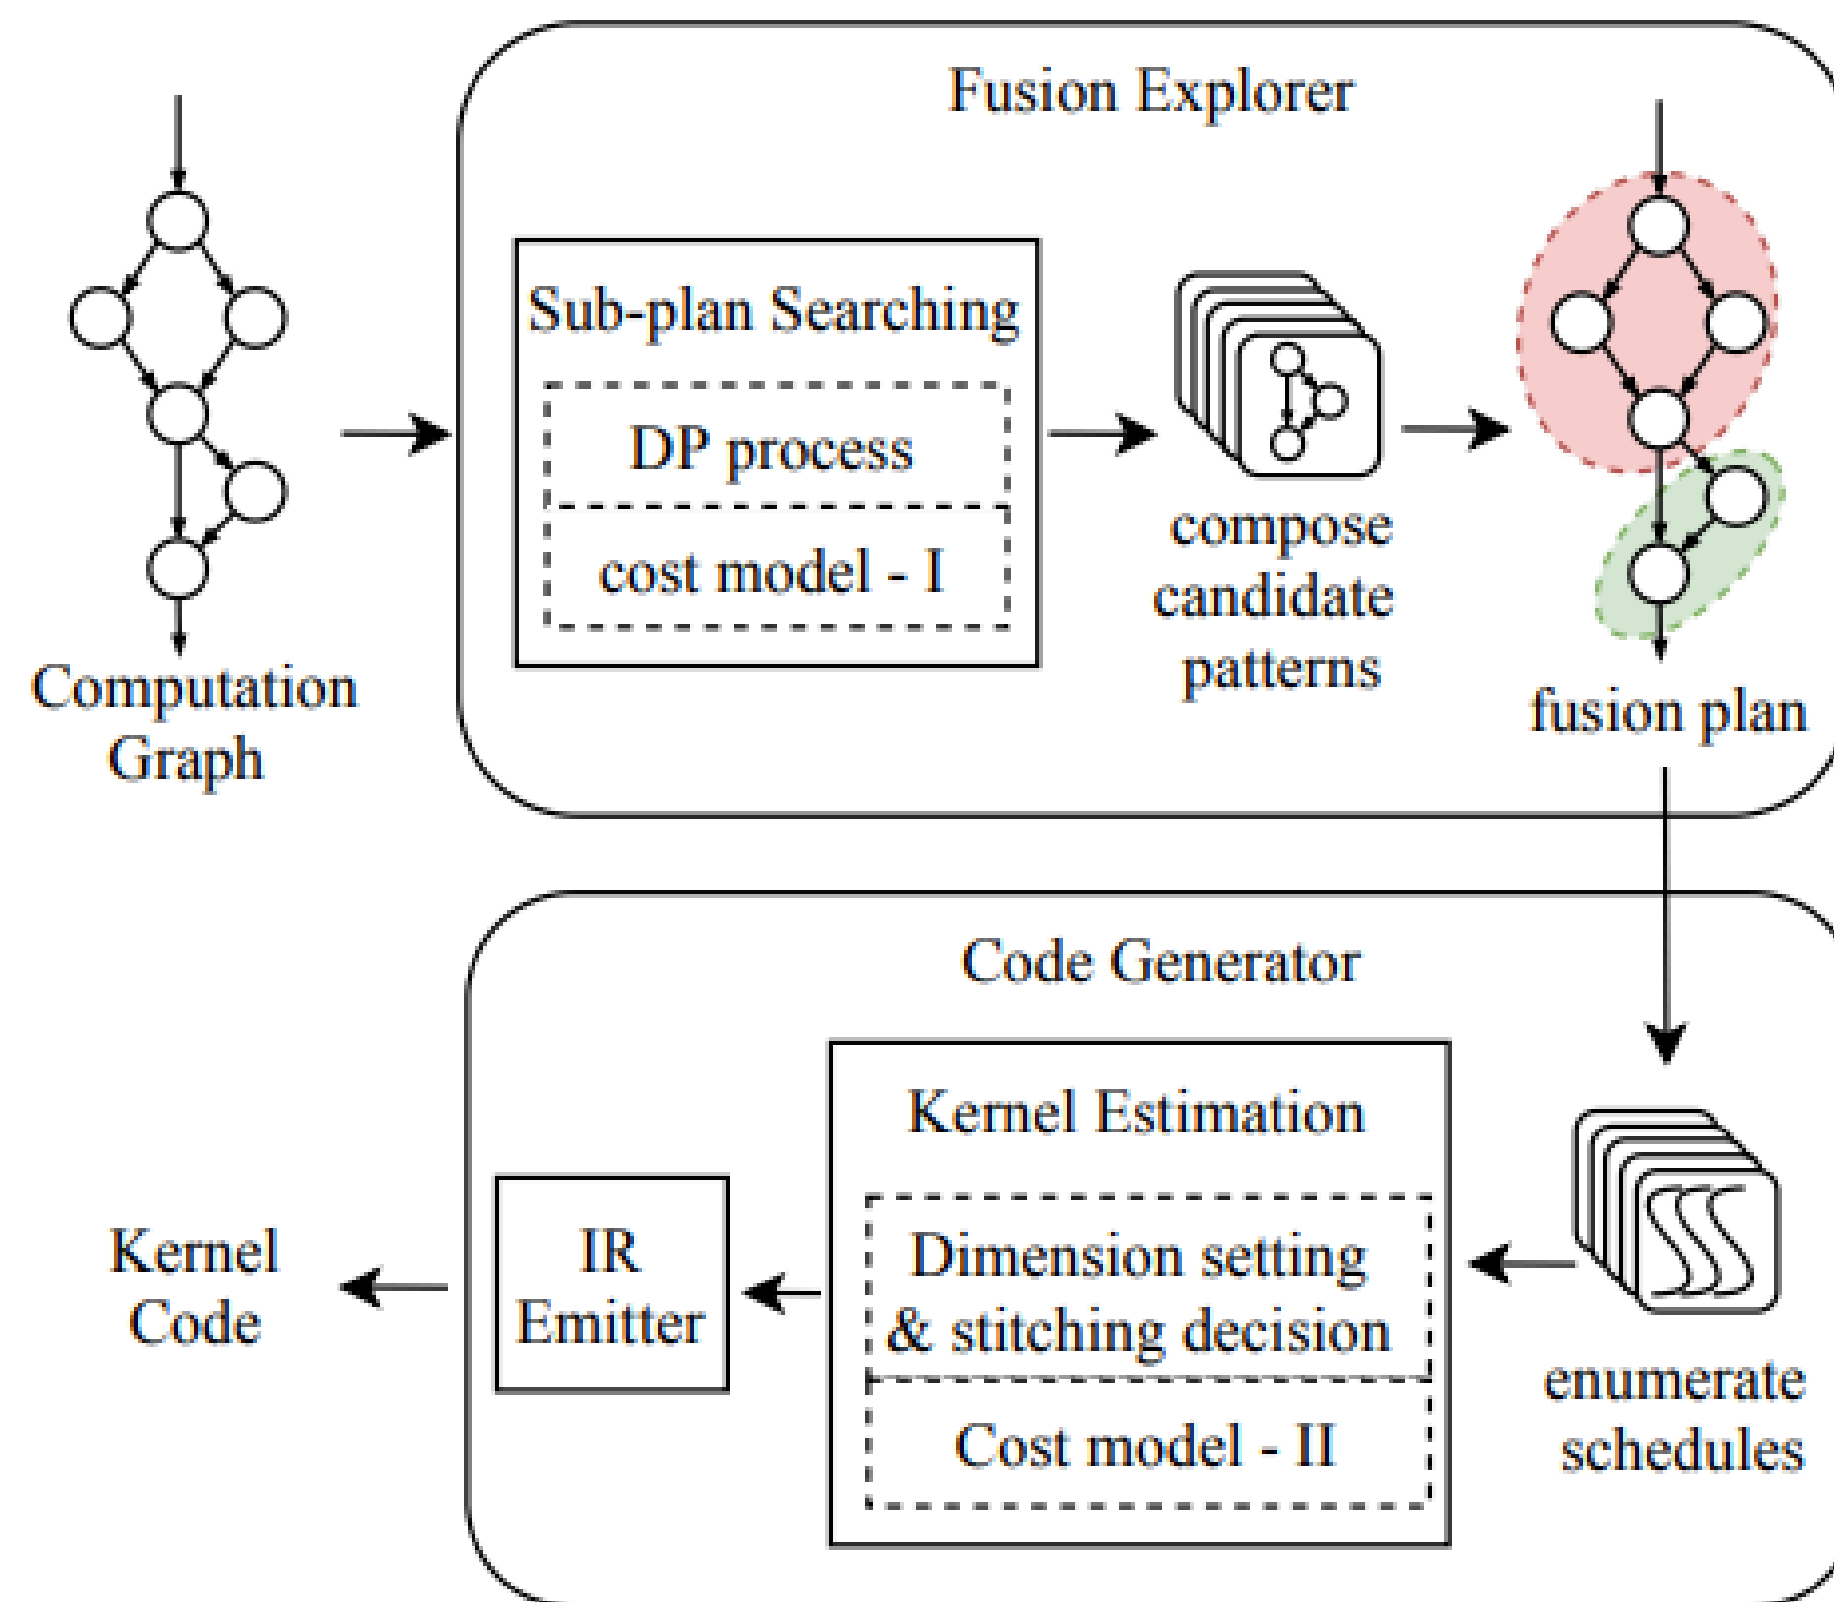 Fusion Explorer
Sub-plan Searching
DP process
cost model - I
compose
candidate
patterns
fusion plan
Computation
Graph
Code Generator
Kernel Estimation
Dimension setting
& stitching decision
Cost model - II
enumerate
schedules
IR
Emitter
Kernel
Code